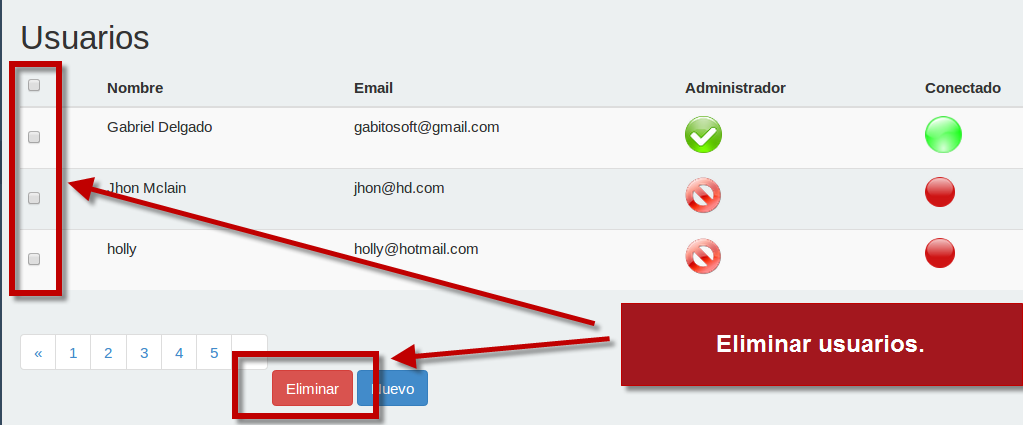 Usuarios
Nombre Email Administrador Conectado
Gabriel Delgado gabitosoft@gmail.com
Jhon Mclain jhon@hd.com
holly holly@hotmail.com
Eliminar usuarios.
« 1 2 3 4 5
Eliminar Nuevo